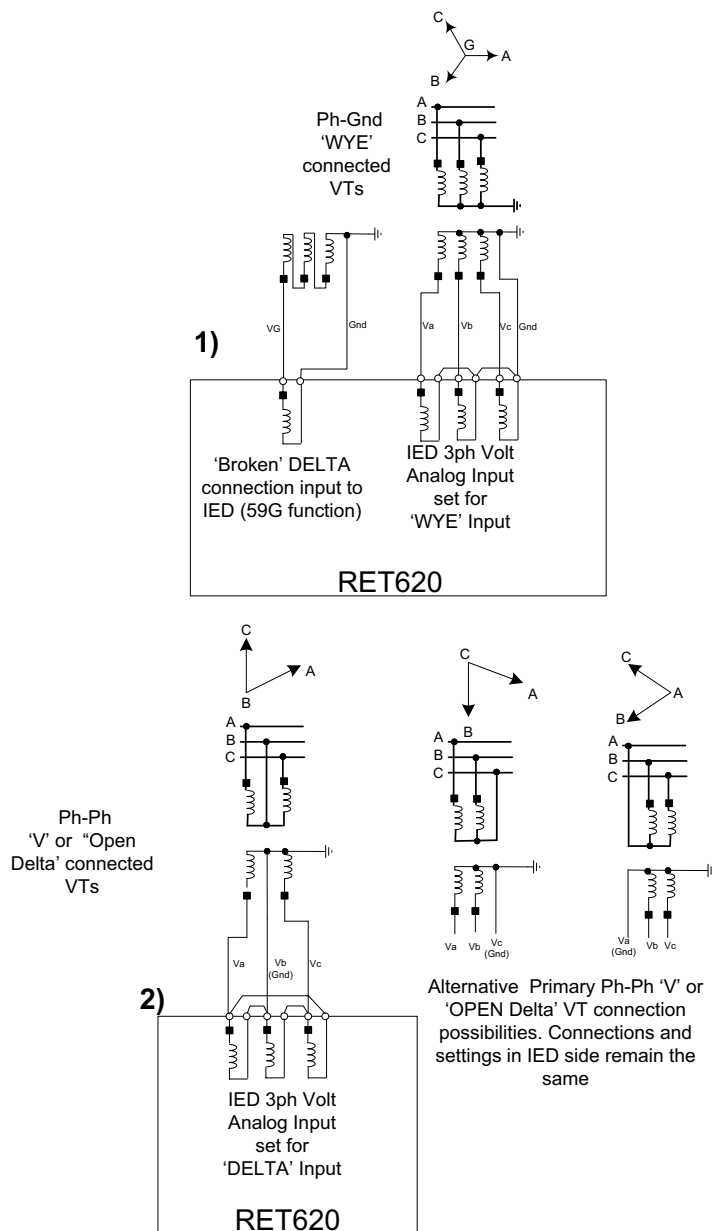 C
G
A
B
Ph-Gnd
'WYE'
connected
VTs
A
B
C
VG
Gnd
Va
Vb
Vc
Gnd
1)
'Broken' DELTA
connection input to
IED (59G function)
IED 3ph Volt
Analog Input
set for
'WYE' Input
RET620
C
A
B
A
B
C
Ph-Ph
'V' or "Open
Delta' connected
VTs
Va
Vb
(Gnd)
Vc
2)
IED 3ph Volt
Analog Input
set for
'DELTA' Input
RET620
C
A
B
A
B
C
Va
Vb
Vc
(Gnd)
C
A
B
A
B
C
Va
(Gnd)
Vb
Vc
Alternative Primary Ph-Ph 'V' or
'OPEN Delta' VT connection
possibilities. Connections and
settings in IED side remain the
same